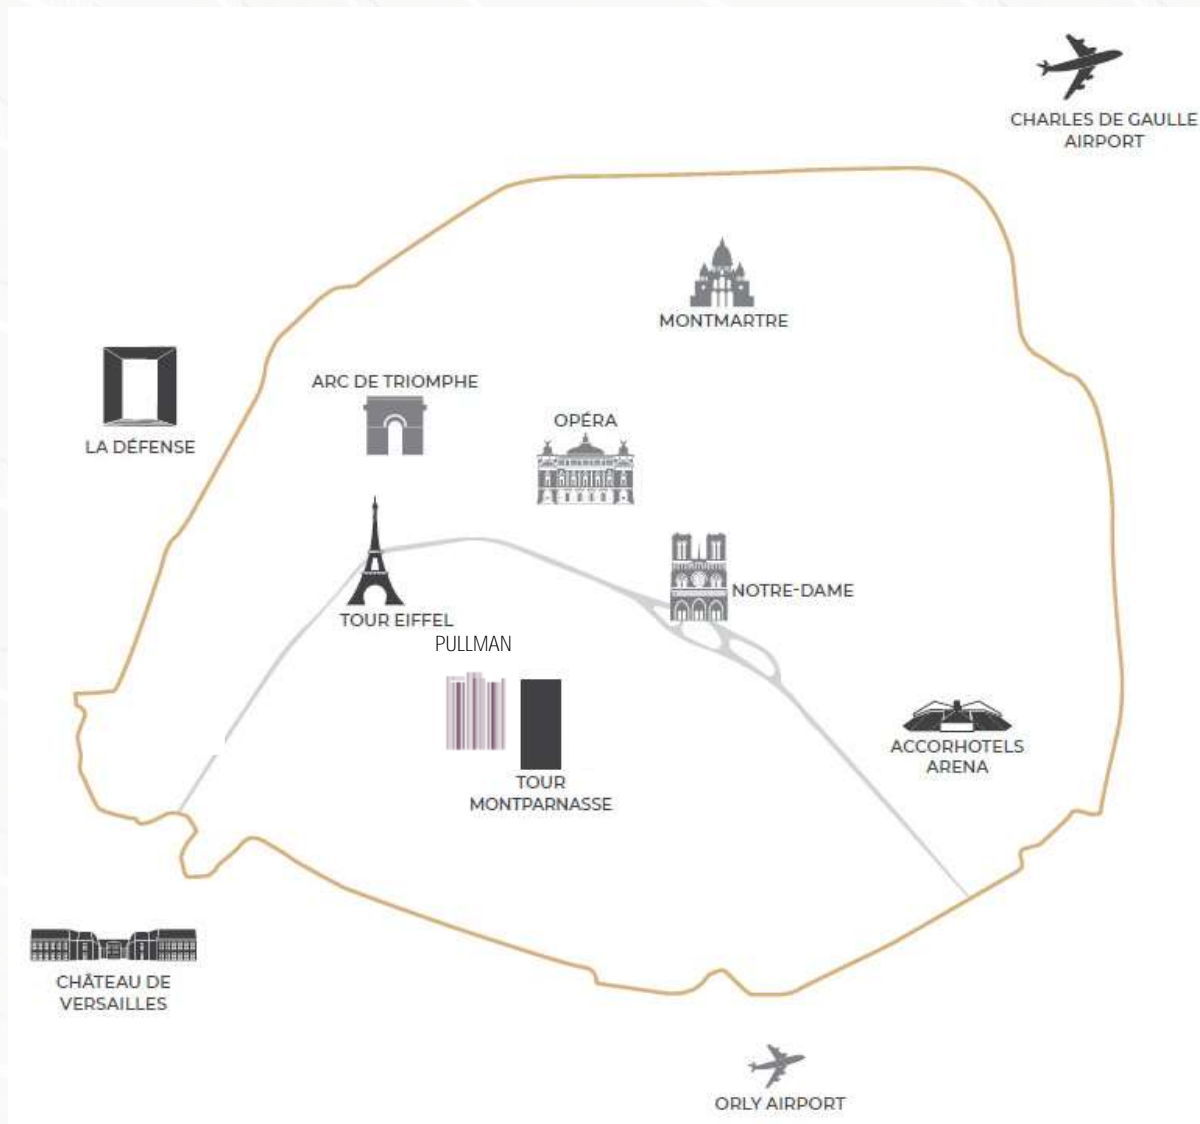 CHARLES DE GAULLE
AIRPORT
MONTMARTRE
ARC DE TRIOMPHE
OPÉRA
LA DÉFENSE
NOTRE-DAME
TOUR EIFFEL
PULLMAN
ACCORHOTELS
ARENA
TOUR
MONTPARNASSE
CHÂTEAU DE
VERSAILLES
ORLY AIRPORT